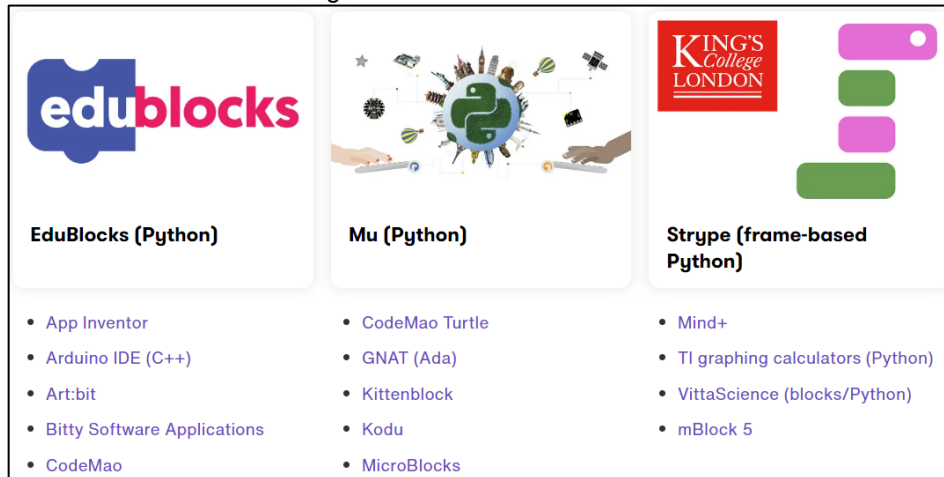 KING'S
College
LONDON
edublocks
EduBlocks (Python)
Mu (Python)
Strype (frame-based
Python)
• App Inventor
• Arduino IDE (C++)
• Art:bit
• Bitty Software Applications
• CodeMao
• CodeMao Turtle
• GNAT (Ada)
• Kittenblock
• Kodu
• MicroBlocks
• Mind+
• TI graphing calculators (Python)
• VittaScience (blocks/Python)
• mBlock 5